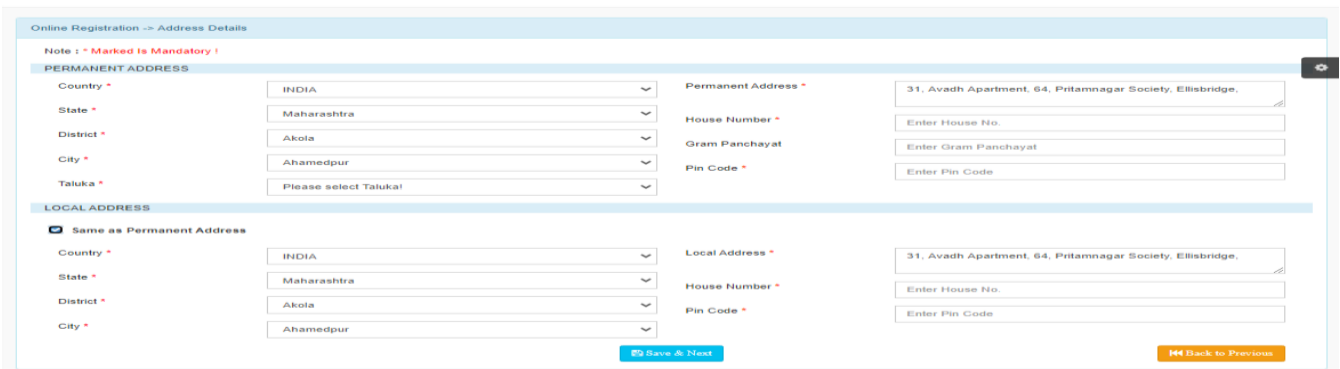 Online Registration -> Address Details
Note : * Marked Is Mandatory !
PERMANENT ADDRESS
Country * INDIA Permanent Address * 31, Avadh Apartment, 64, Pritamnagar Society, Ellisbridge,
State * Maharashtra House Number * Enter House No.
District * Akola Gram Panchayat Enter Gram Panchayat
City * Ahamedpur Pin Code * Enter Pin Code
Taluka * Please select Taluka!
LOCAL ADDRESS
Same as Permanent Address
Country * INDIA Local Address * 31, Avadh Apartment, 64, Pritamnagar Society, Ellisbridge,
State * Maharashtra House Number * Enter House No.
District * Akola Pin Code * Enter Pin Code
City * Ahamedpur
Save & Next Back to Previous